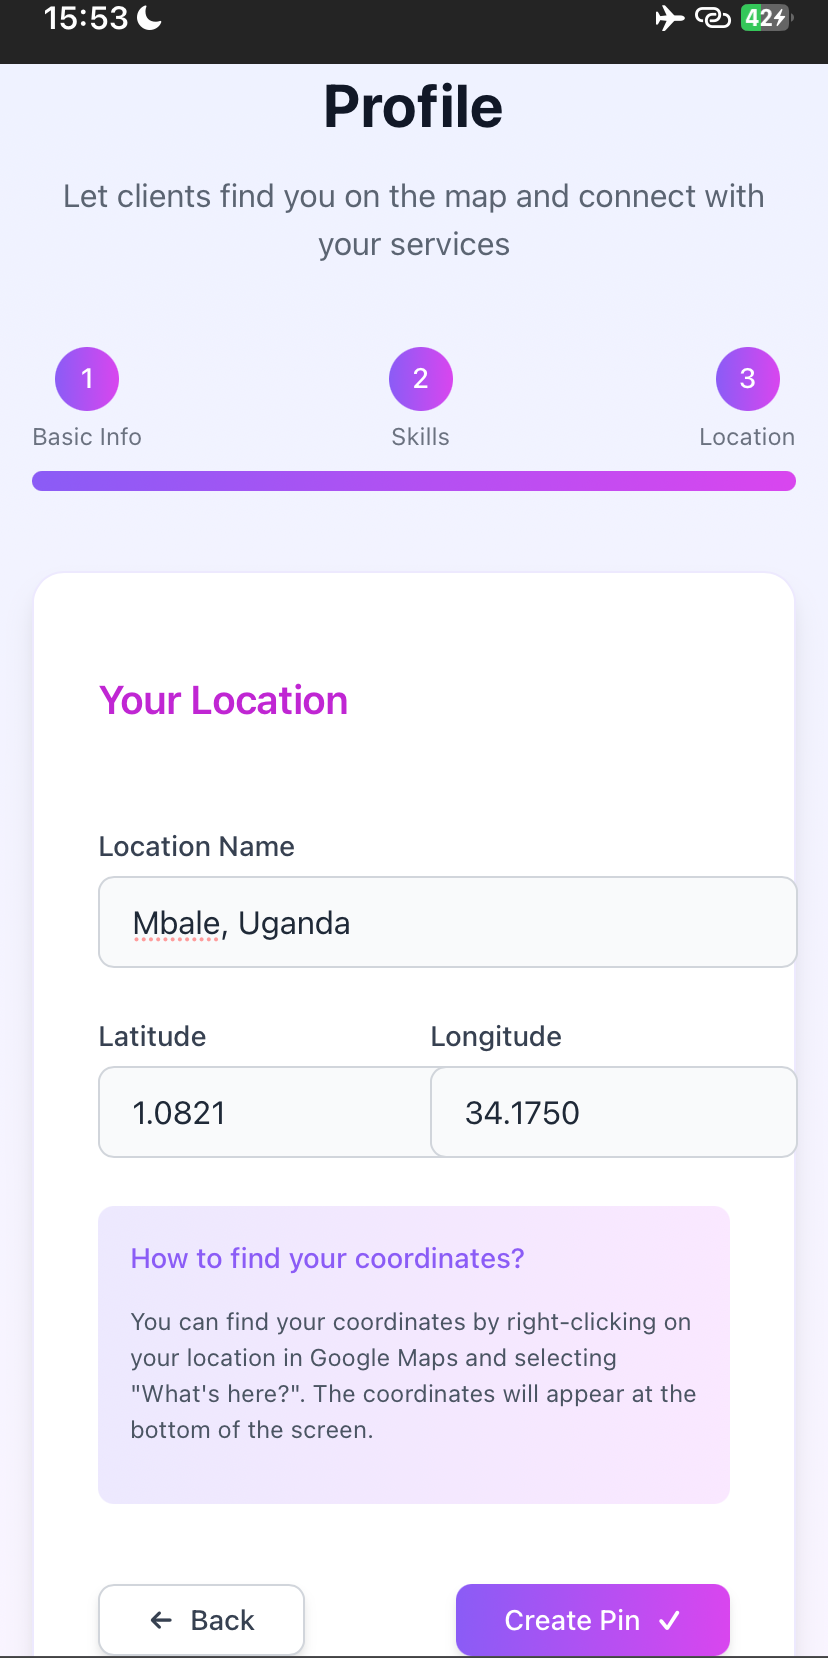 15:53
42
Profile
Let clients find you on the map and connect with
your services
1 2 3
Basic Info Skills Location
Your Location
Location Name
Mbale, Uganda
Latitude Longitude
1.0821 34.1750
How to find your coordinates?
You can find your coordinates by right-clicking on
your location in Google Maps and selecting
"What's here?". The coordinates will appear at the
bottom of the screen.
← Back Create Pin ✓